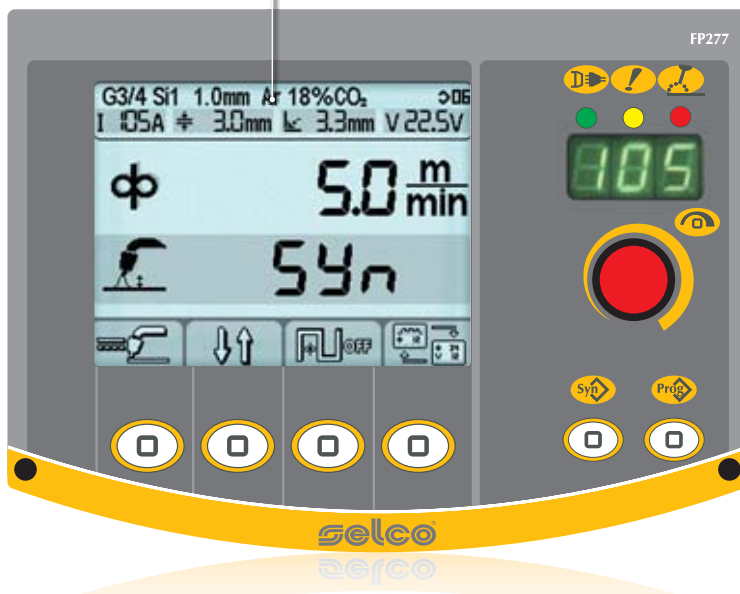 FP277
G3/4 Si1 1.0mm Ar 18%CO₂ 06
I 105A 3.0mm 3.3mm V 22.5V
5.0 m/min
Syn
OFF
105
Syn Prog
selco